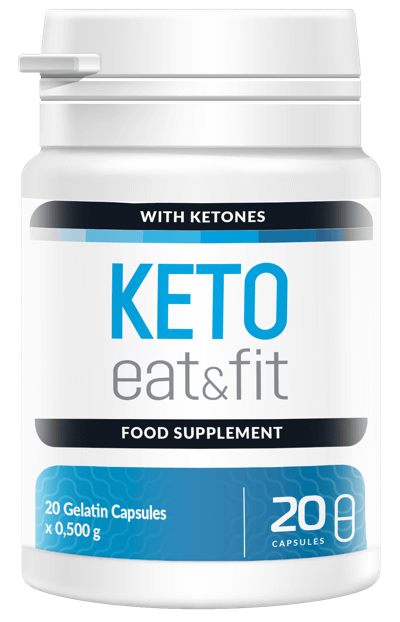 WITH KETONES
KETO
eat&fit
FOOD SUPPLEMENT
20 Gelatin Capsules
x 0,500 g
20
CAPSULES